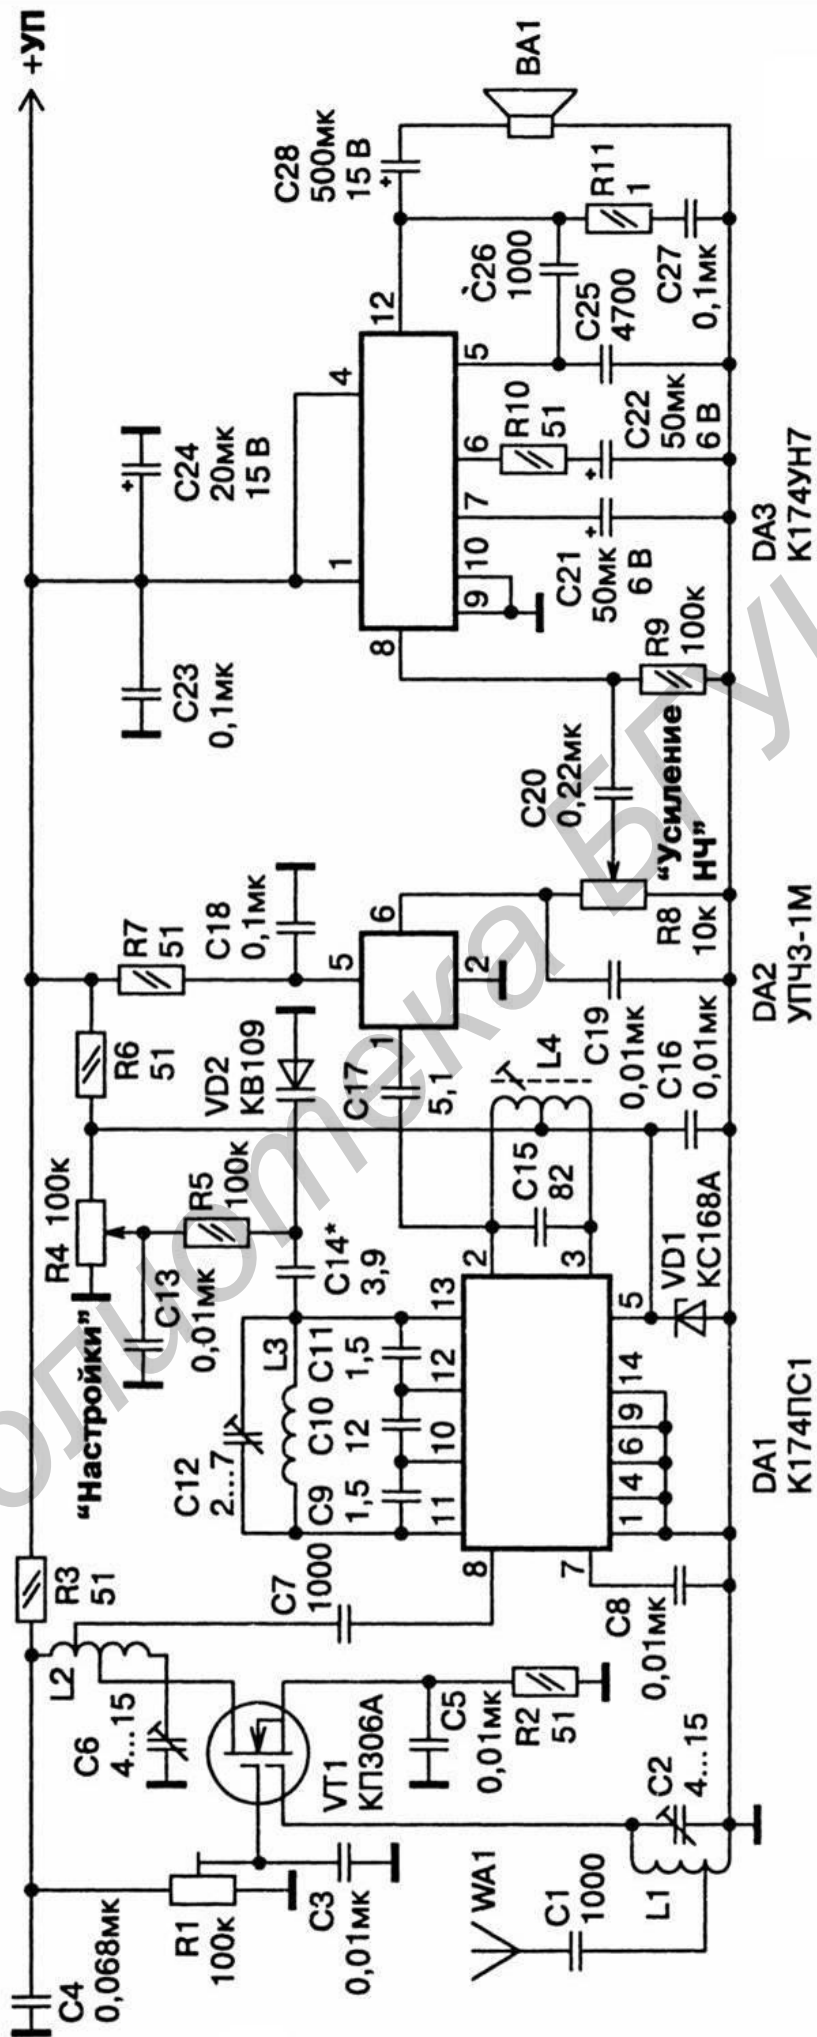 +УП
C4
0,068мк
R1
100к
C3
0,01мк
WA1
C1
1000
L1
C2
4...15
VT1
КП306А
C6
4...15
L2
R3
51
C5
0,01мк
R2
51
C7
1000
C8
0,01мк
"Настройки"
R4 100к
C13
0,01мк
R5
100к
R6
51
C12
2...7
L3
C9
1,5
C10
12
C11
1,5
C14*
3,9
VD2
КВ109
8
11
10
12
13
7
1
4
6
9
14
5
2
3
DA1
К174ПС1
VD1
КС168А
C15
82
L4
C16
0,01мк
C17
5,1
R7
51
C18
0,1мк
1
5
6
2
DA2
УПЧЗ-1М
C19
0,01мк
R8
10к
"Усиление
НЧ"
C20
0,22мк
R9
100к
C23
0,1мк
C24
20мк
15 В
8
1
4
12
9
10
7
6
5
DA3
К174УН7
C21
50мк
6 В
R10
51
C22
50мк
6 В
C25
4700
C26
1000
R11
1
C27
0,1мк
C28
500мк
15 В
BA1